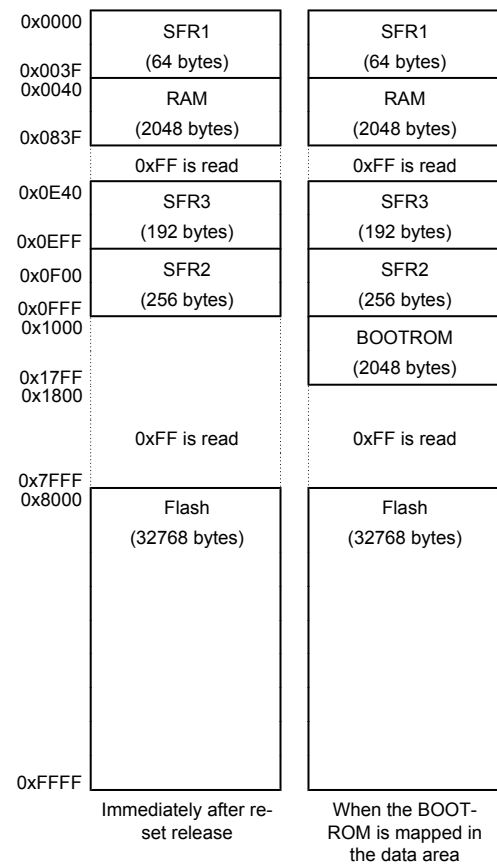 0x0000
SFR1
(64 bytes)
SFR1
(64 bytes)
0x003F
0x0040
RAM
(2048 bytes)
RAM
(2048 bytes)
0x083F
0xFF is read
0xFF is read
0x0E40
SFR3
(192 bytes)
SFR3
(192 bytes)
0x0EFF
0x0F00
SFR2
(256 bytes)
SFR2
(256 bytes)
0x0FFF
0x1000
BOOTROM
(2048 bytes)
0x17FF
0x1800
0xFF is read
0xFF is read
0x7FFF
0x8000
Flash
(32768 bytes)
Flash
(32768 bytes)
0xFFFF
Immediately after re-
set release
When the BOOT-
ROM is mapped in
the data area